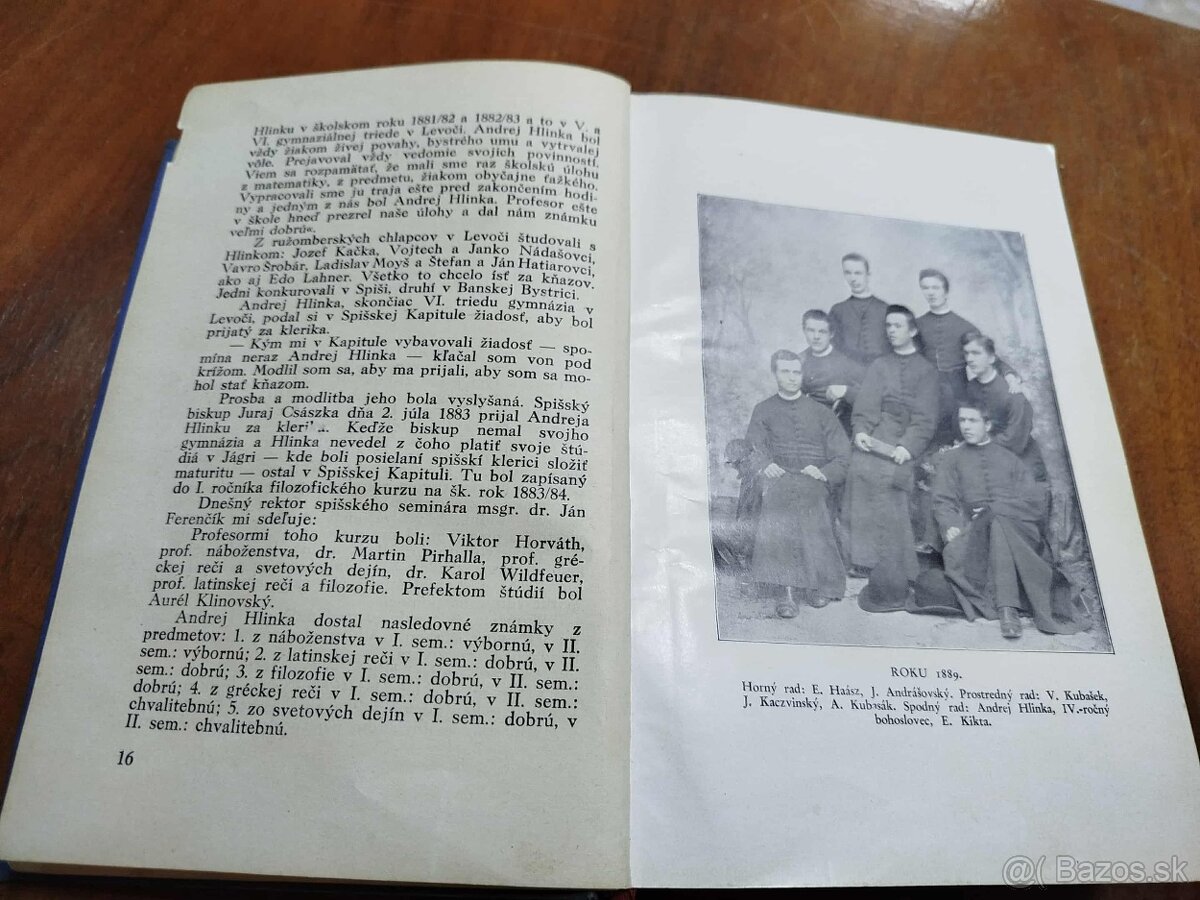 Hlinku v školskom roku 1881/82 a 1882/83 a to v V. a
VI. gymnaziálnej triede v Levoči. Andrej Hlinka bol
vždy žiakom živej povahy, bystrého umu a vytrvalej
vôle. Prejavoval vždy vedomie svojich povinností.
Viem sa rozpamätať, že mali sme raz školskú úlohu
z matematiky, z predmetu, žiakom obyčajne ťažkého.
Vypracovali sme ju traja ešte pred zakončením hodi-
ny a jedným z nás bol Andrej Hlinka. Profesor ešte
v škole hneď prezrel naše úlohy a dal nám známku
veľmi dobrú«.
Z ružomberských chlapcov v Levoči študovali s
Hlinkom: Jozef Kačka, Vojtech a Janko Nádašovci,
Vavro Šrobár, Ladislav Moyš a Štefan a Ján Hatiarovci,
ako aj Edo Lahner. Všetko to chcelo ísť za kňazov.
Jedni konkurovali v Spiši, druhí v Banskej Bystrici.
Andrej Hlinka, skončiac VI. triedu gymnázia v
Levoči, podal si v Spišskej Kapitule žiadosť, aby bol
prijatý za klerika.
— Kým mi v Kapitule vybavovali žiadosť — spo-
mína neraz Andrej Hlinka — kľačal som von pod
krížom. Modlil som sa, aby ma prijali, aby som sa mo-
hol stať kňazom.
Prosba a modlitba jeho bola vyslyšaná. Spišský
biskup Juraj Császka dňa 2. júla 1883 prijal Andreja
Hlinku za kleri Keďže biskup nemal svojho
gymnázia a Hlinka nevedel z čoho platiť svoje štú-
diá v Jágri — kde boli posielaní spišskí klerici složiť
maturitu — ostal v Spišskej Kapituli. Tu bol zapísaný
do I. ročníka filozofického kurzu na šk. rok 1883/84.
Dnešný rektor spišského seminára msgr. dr. Ján
Ferenčík mi sdeľuje:
Profesormi toho kurzu boli: Viktor Horváth,
prof. náboženstva, dr. Martin Pirhalla, prof. gré-
ckej reči a svetových dejín, dr. Karol Wildfeuer,
prof. latinskej reči a filozofie. Prefektom štúdií bol
Aurél Klinovský.
Andrej Hlinka dostal nasledovné známky z
predmetov: 1. z náboženstva v I. sem.: výbornú, v II.
sem.: výbornú; 2. z latinskej reči v I. sem.: dobrú, v II.
sem.: dobrú; 3. z filozofie v I. sem.: dobrú, v II. sem.:
dobrú; 4. z gréckej reči v I. sem.: dobrú, v II. sem.:
chvalitebnú; 5. zo svetových dejín v I. sem.: dobrú, v
II. sem.: chvalitebnú.
16
ROKU 1889.
Horný rad: E. Haász, J. Andrášovský. Prostredný rad: V. Kubašek,
J. Kaczvinský, A. Kubasák. Spodný rad: Andrej Hlinka, IV.-ročný
bohoslovec, E. Kikta.
@( Bazos.sk